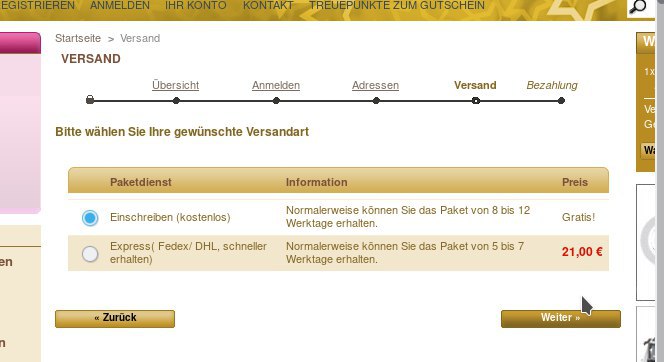 EGISTRIEREN ANMELDEN IHR KONTO KONTAKT TREUEPUNKTE ZUM GUTSCHEIN
Startseite > Versand
VERSAND
Übersicht Anmelden Adressen Versand Bezahlung
Bitte wählen Sie Ihre gewünschte Versandart
Paketdienst Information Preis
Einschreiben (kostenlos) Normalerweise können Sie das Paket von 8 bis 12 Werktage erhalten. Gratis!
Express( Fedex/ DHL, schneller erhalten) Normalerweise können Sie das Paket von 5 bis 7 Werktage erhalten. 21,00 €
« Zurück Weiter »
W
1x
Ve
Ge
Wa
en
n